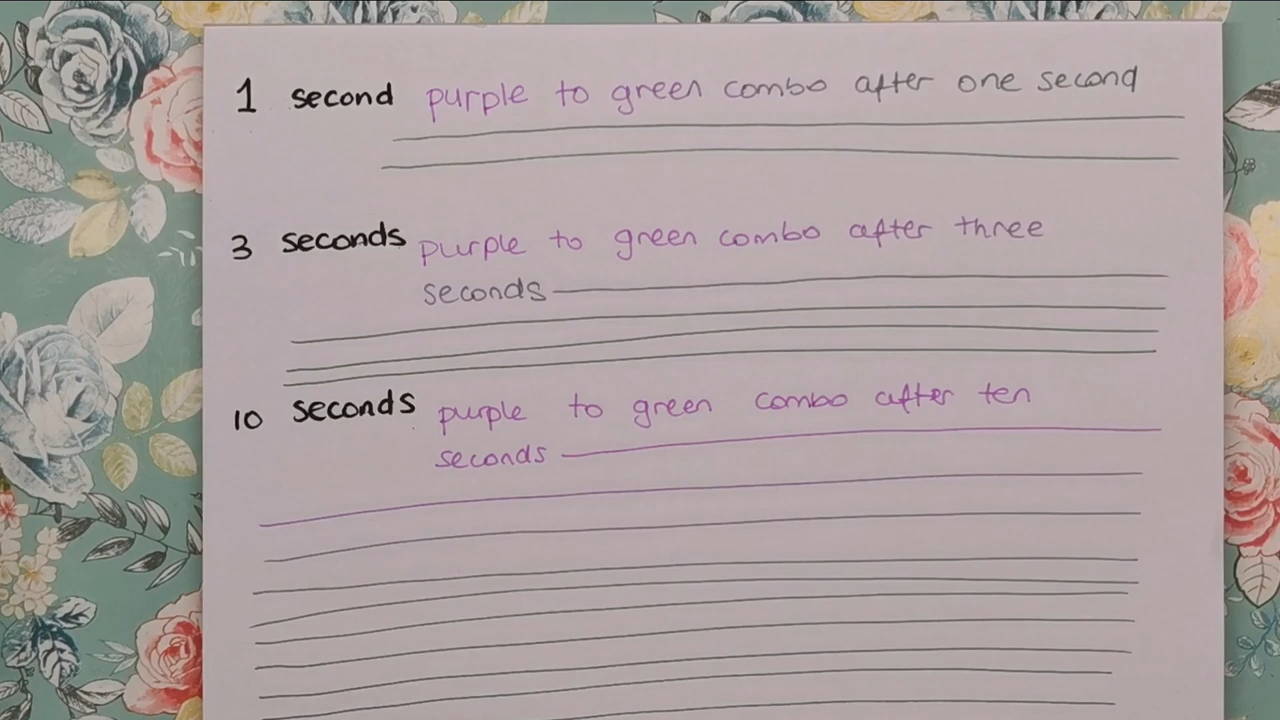 1 second purple to green combo after one second
3 seconds purple to green combo after three
seconds
10 seconds purple to green combo after ten
seconds